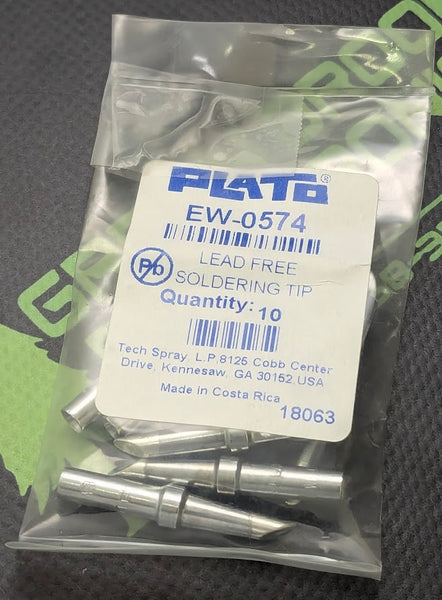 PLATO®
EW-0574
Pb
LEAD FREE
SOLDERING TIP
Quantity: 10
Tech Spray L.P.8125 Cobb Center
Drive, Kennesaw, GA 30152 USA
Made in Costa Rica
18063